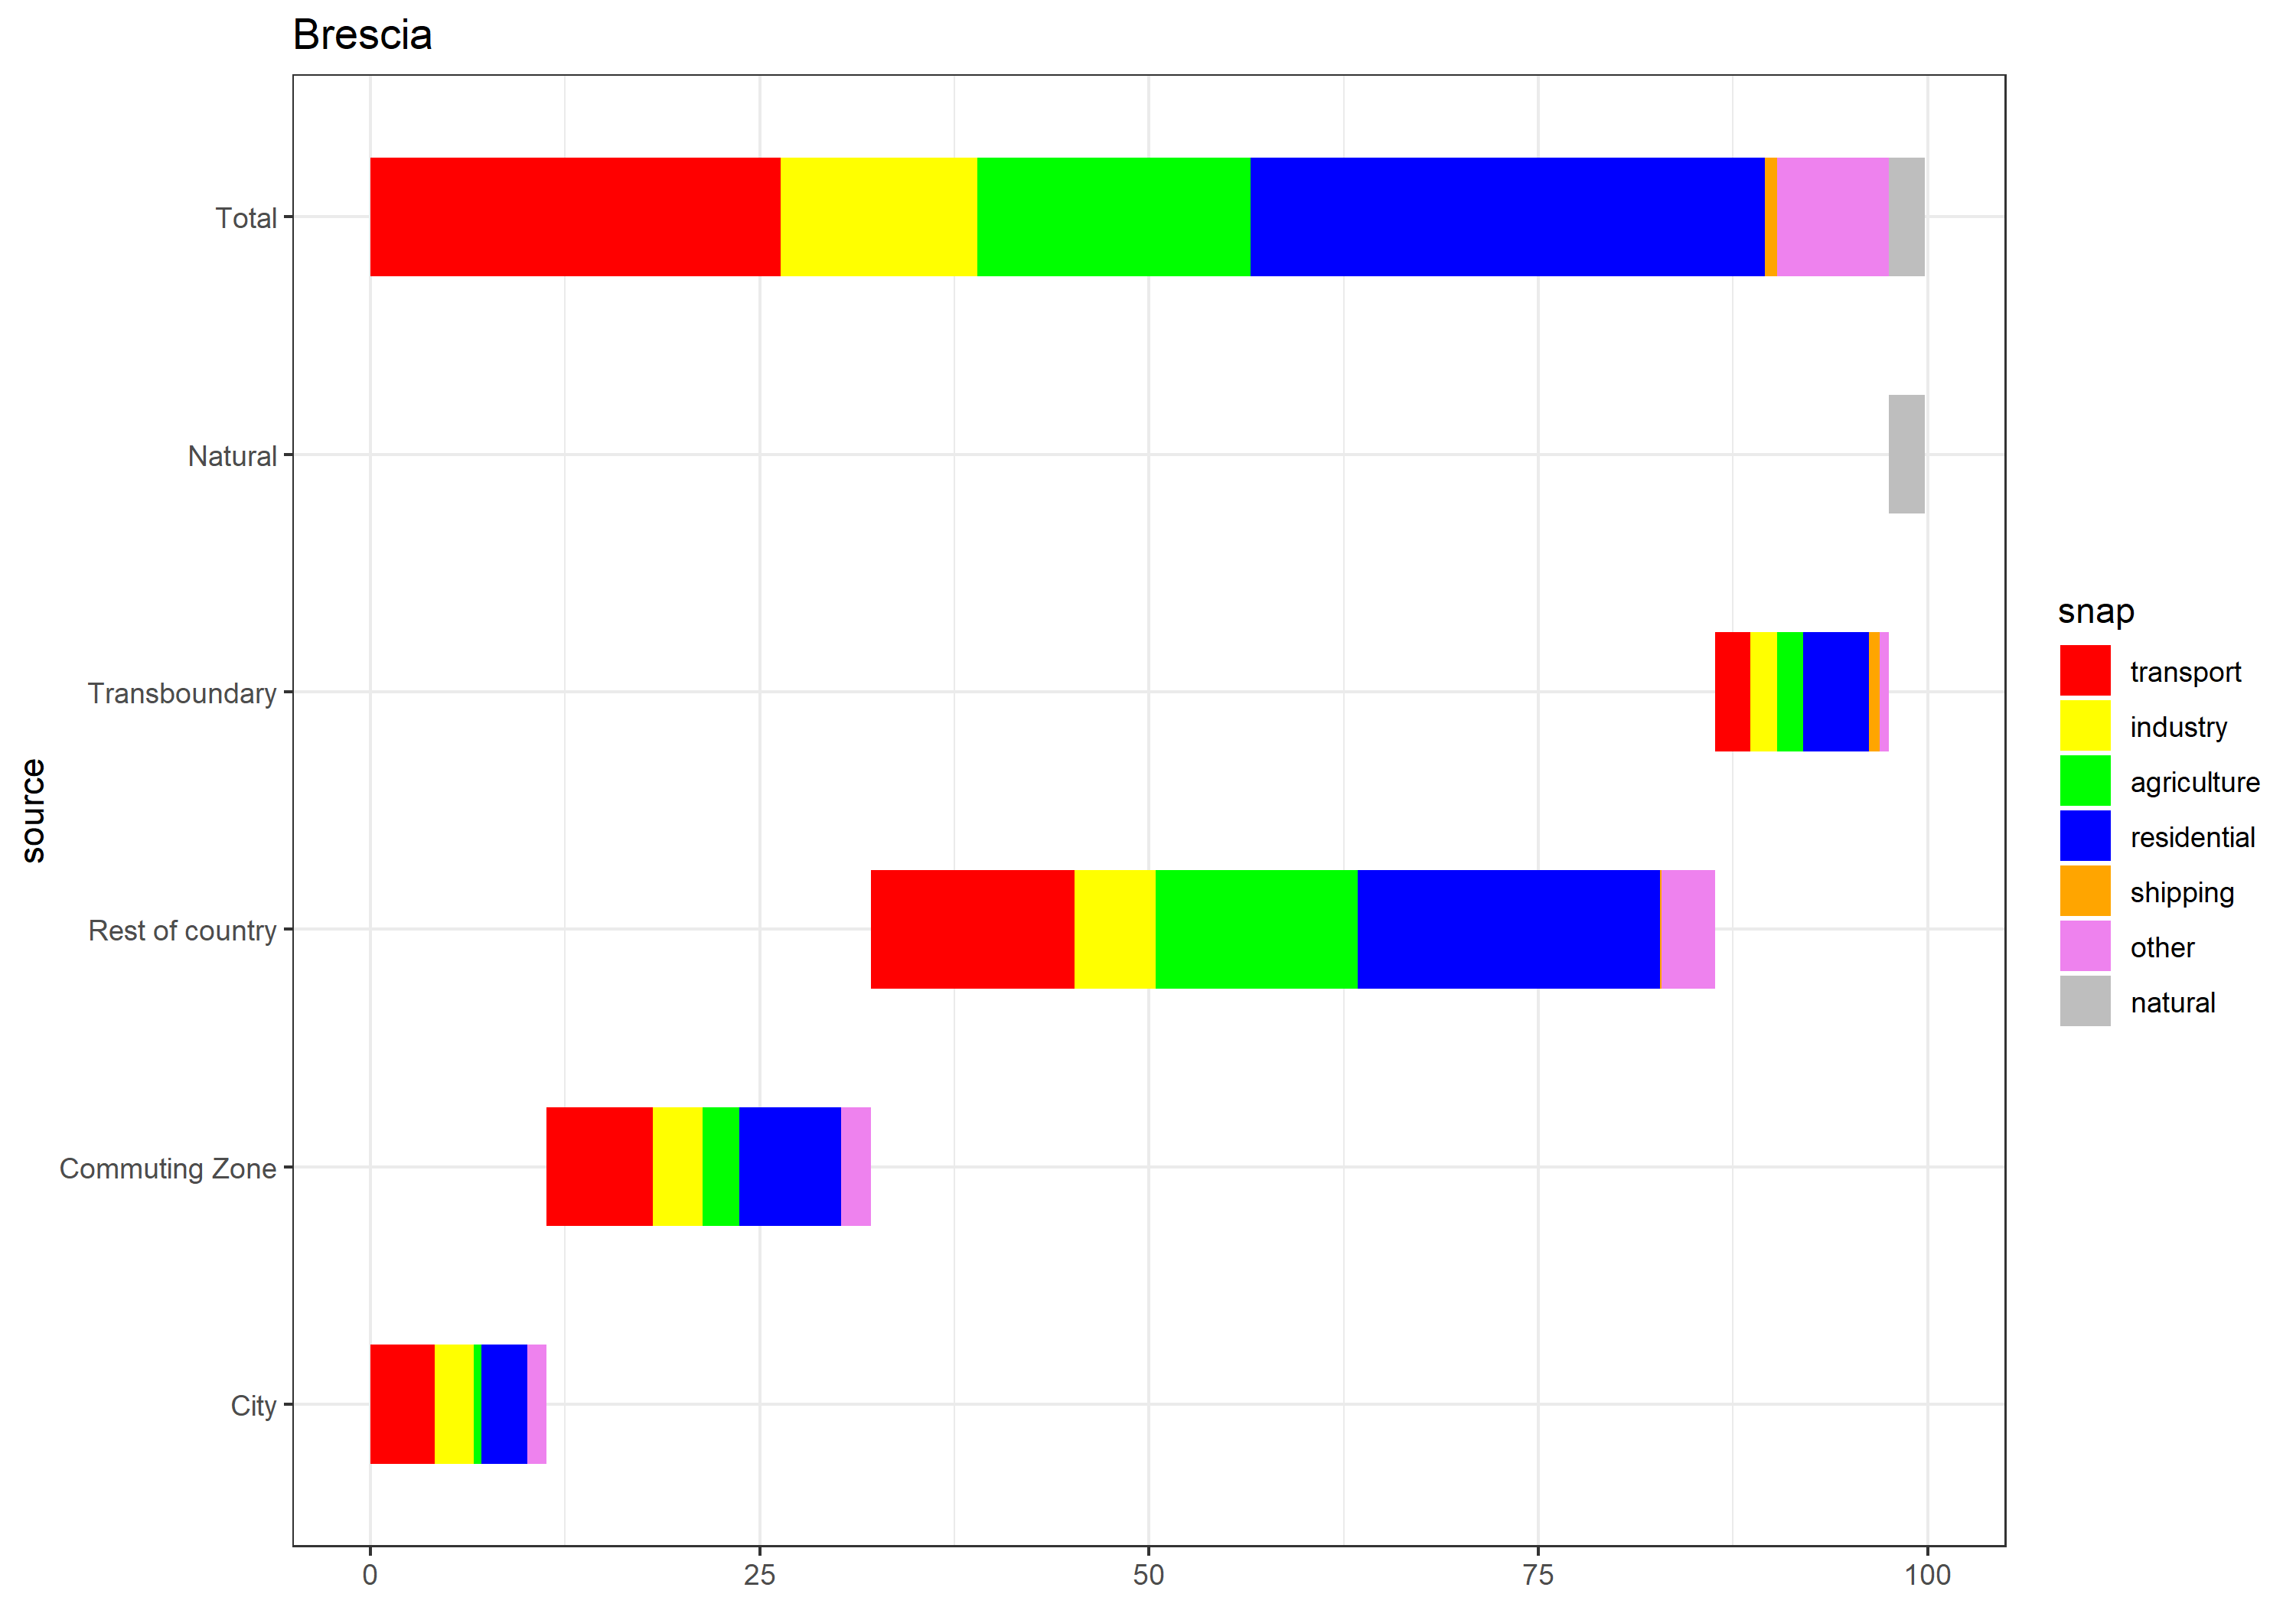 Brescia
source
Total
Natural
Transboundary
Rest of country
Commuting Zone
City
0 25 50 75 100
snap
transport
industry
agriculture
residential
shipping
other
natural